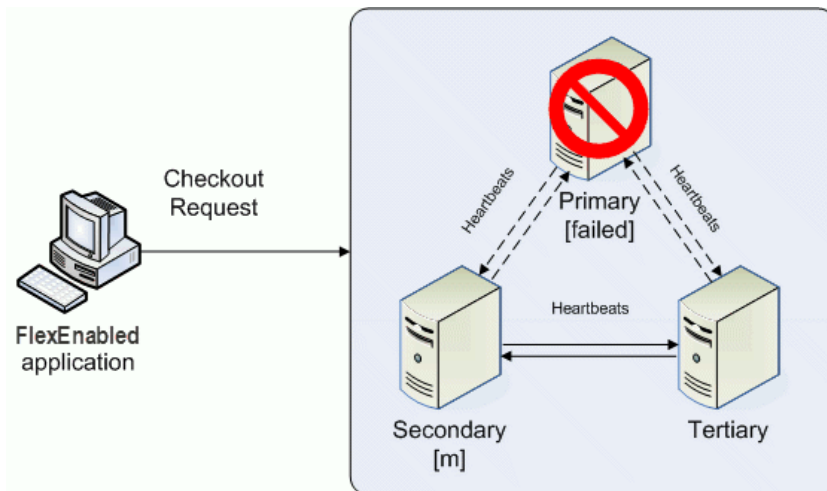 Checkout
Request
FlexEnabled
application
Primary
[failed]
Heartbeats
Heartbeats
Heartbeats
Secondary
[m]
Tertiary